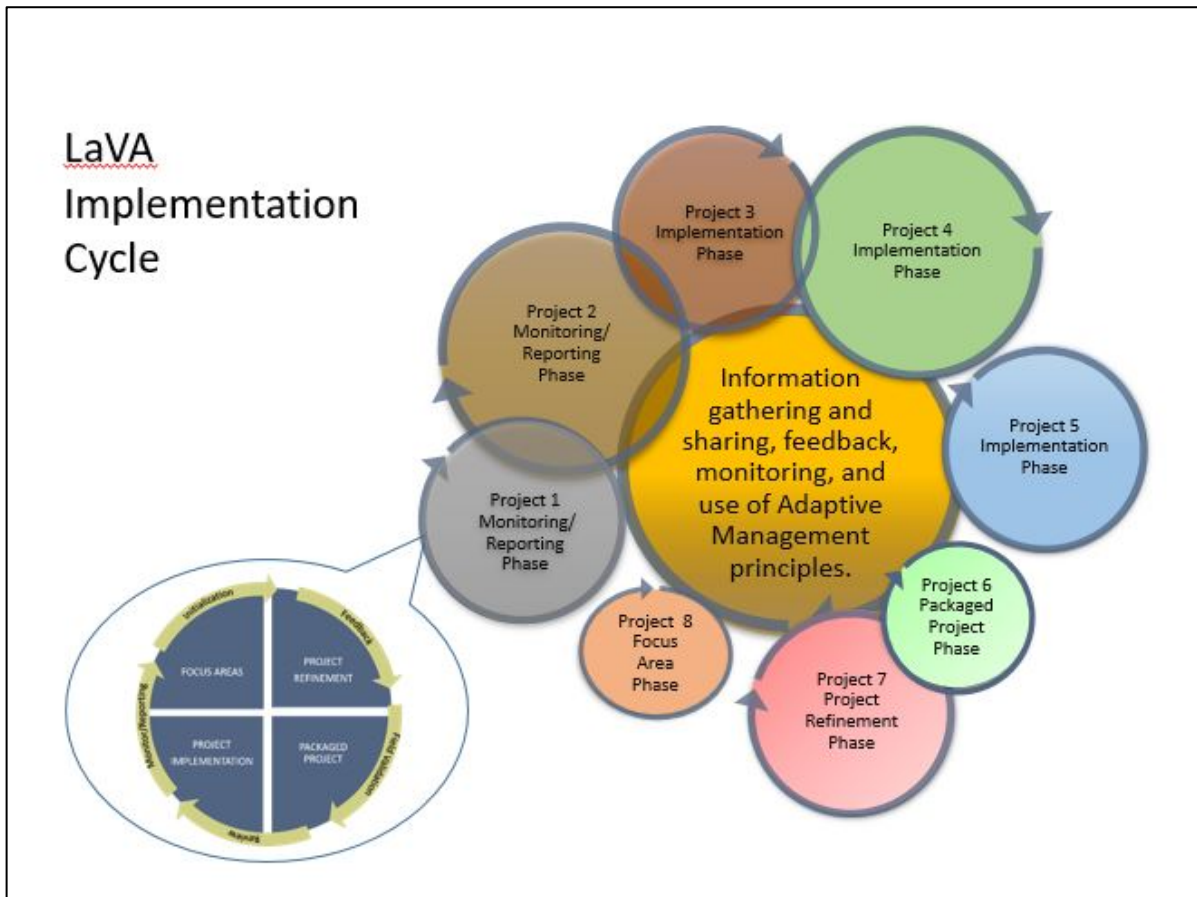 LaVA
Implementation
Cycle
Project 3
Implementation
Phase
Project 4
Implementation
Phase
Project 2
Monitoring/
Reporting
Phase
Information
gathering and
sharing, feedback,
monitoring, and
use of Adaptive
Management
principles.
Project 5
Implementation
Phase
Project 1
Monitoring/
Reporting
Phase
Project 6
Packaged
Project
Phase
Project 8
Focus
Area
Phase
Project 7
Project
Refinement
Phase
Initialization
Feedback
FOCUS AREAS
PROJECT
REFINEMENT
Monitor/Reporting
PROJECT
IMPLEMENTATION
PACKAGED
PROJECT
Field Validation
Review